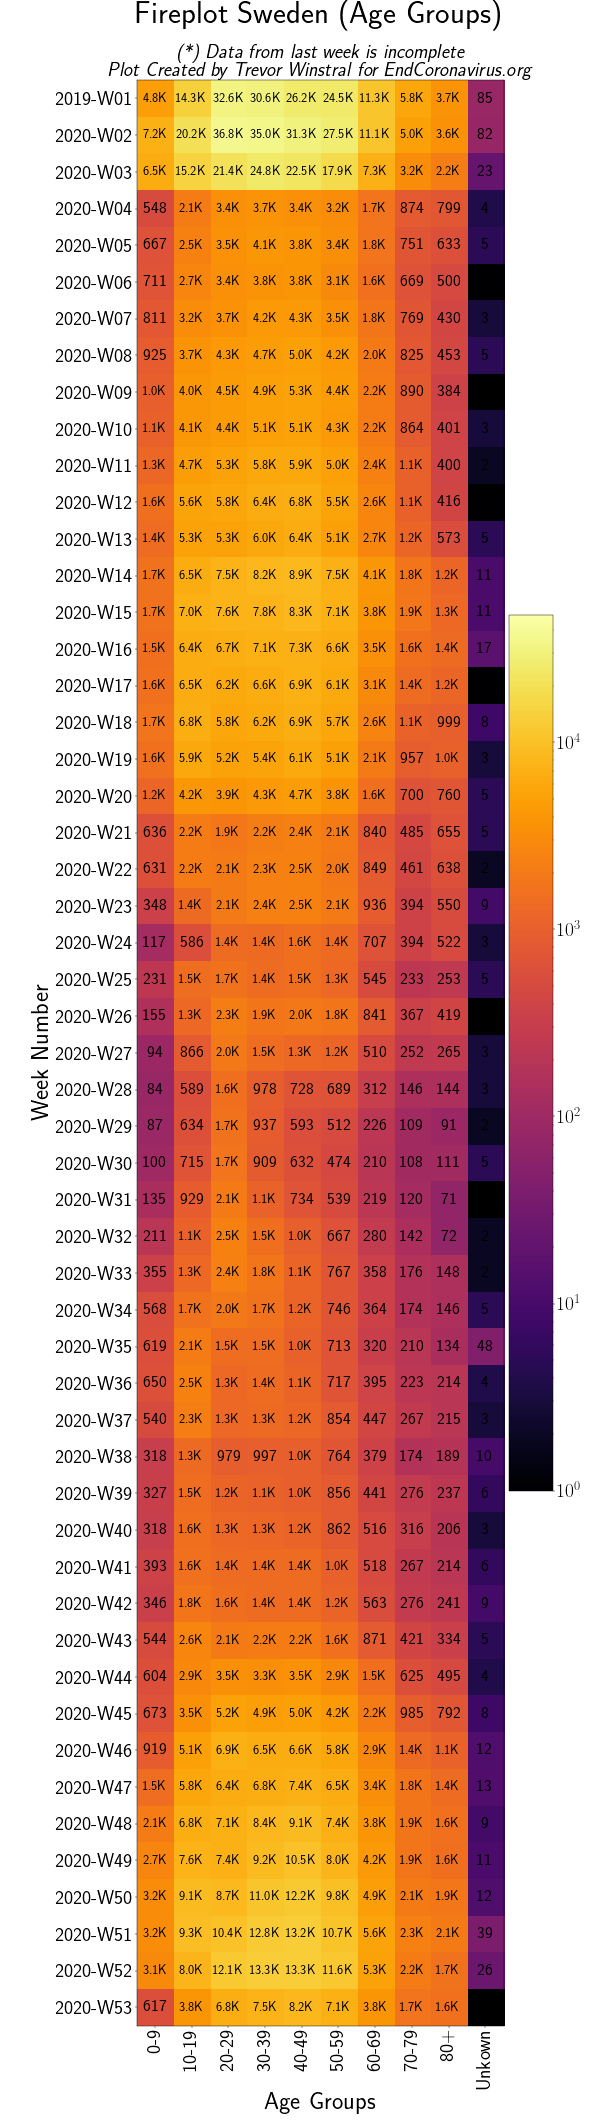 Fireplot Sweden (Age Groups)
(*) Data from last week is incomplete
Plot Created by Trevor Winstral for EndCoronavirus.org
2019-W01 4.8K 14.3K 32.6K 30.6K 26.2K 24.5K 11.3K 5.8K 3.7K 85
2020-W02 7.2K 20.2K 36.8K 35.0K 31.3K 27.5K 11.1K 5.0K 3.6K 82
2020-W03 6.5K 15.2K 21.4K 24.8K 22.5K 17.9K 7.3K 3.2K 2.2K 23
2020-W04 548 2.1K 3.4K 3.7K 3.4K 3.2K 1.7K 874 799 4
2020-W05 667 2.5K 3.5K 4.1K 3.8K 3.4K 1.8K 751 633 5
2020-W06 711 2.7K 3.4K 3.8K 3.8K 3.1K 1.6K 669 500
2020-W07 811 3.2K 3.7K 4.2K 4.3K 3.5K 1.8K 769 430 3
2020-W08 925 3.7K 4.3K 4.7K 5.0K 4.2K 2.0K 825 453 5
2020-W09 1.0K 4.0K 4.5K 4.9K 5.3K 4.4K 2.2K 890 384
2020-W10 1.1K 4.1K 4.4K 5.1K 5.1K 4.3K 2.2K 864 401 3
2020-W11 1.3K 4.7K 5.3K 5.8K 5.9K 5.0K 2.4K 1.1K 400 2
2020-W12 1.6K 5.6K 5.8K 6.4K 6.8K 5.5K 2.6K 1.1K 416
2020-W13 1.4K 5.3K 5.3K 6.0K 6.4K 5.1K 2.7K 1.2K 573 5
2020-W14 1.7K 6.5K 7.5K 8.2K 8.9K 7.5K 4.1K 1.8K 1.2K 11
2020-W15 1.7K 7.0K 7.6K 7.8K 8.3K 7.1K 3.8K 1.9K 1.3K 11
2020-W16 1.5K 6.4K 6.7K 7.1K 7.3K 6.6K 3.5K 1.6K 1.4K 17
2020-W17 1.6K 6.5K 6.2K 6.6K 6.9K 6.1K 3.1K 1.4K 1.2K
2020-W18 1.7K 6.8K 5.8K 6.2K 6.9K 5.7K 2.6K 1.1K 999 8
2020-W19 1.6K 5.9K 5.2K 5.4K 6.1K 5.1K 2.1K 957 1.0K 3
2020-W20 1.2K 4.2K 3.9K 4.3K 4.7K 3.8K 1.6K 700 760 5
2020-W21 636 2.2K 1.9K 2.2K 2.4K 2.1K 840 485 655 5
2020-W22 631 2.2K 2.1K 2.3K 2.5K 2.0K 849 461 638 2
2020-W23 348 1.4K 2.1K 2.4K 2.5K 2.1K 936 394 550 9
2020-W24 117 586 1.4K 1.4K 1.6K 1.4K 707 394 522 3
2020-W25 231 1.5K 1.7K 1.4K 1.5K 1.3K 545 233 253 5
2020-W26 155 1.3K 2.3K 1.9K 2.0K 1.8K 841 367 419
2020-W27 94 866 2.0K 1.5K 1.3K 1.2K 510 252 265 3
2020-W28 84 589 1.6K 978 728 689 312 146 144 3
2020-W29 87 634 1.7K 937 593 512 226 109 91 2
2020-W30 100 715 1.7K 909 632 474 210 108 111 5
2020-W31 135 929 2.1K 1.1K 734 539 219 120 71
2020-W32 211 1.1K 2.5K 1.5K 1.0K 667 280 142 72 2
2020-W33 355 1.3K 2.4K 1.8K 1.1K 767 358 176 148 2
2020-W34 568 1.7K 2.0K 1.7K 1.2K 746 364 174 146 5
2020-W35 619 2.1K 1.5K 1.5K 1.0K 713 320 210 134 48
2020-W36 650 2.5K 1.3K 1.4K 1.1K 717 395 223 214 4
2020-W37 540 2.3K 1.3K 1.3K 1.2K 854 447 267 215 3
2020-W38 318 1.3K 979 997 1.0K 764 379 174 189 10
2020-W39 327 1.5K 1.2K 1.1K 1.0K 856 441 276 237 6
2020-W40 318 1.6K 1.3K 1.3K 1.2K 862 516 316 206 3
2020-W41 393 1.6K 1.4K 1.4K 1.4K 1.0K 518 267 214 6
2020-W42 346 1.8K 1.6K 1.4K 1.4K 1.2K 563 276 241 9
2020-W43 544 2.6K 2.1K 2.2K 2.2K 1.6K 871 421 334 5
2020-W44 604 2.9K 3.5K 3.3K 3.5K 2.9K 1.5K 625 495 4
2020-W45 673 3.5K 5.2K 4.9K 5.0K 4.2K 2.2K 985 792 8
2020-W46 919 5.1K 6.9K 6.5K 6.6K 5.8K 2.9K 1.4K 1.1K 12
2020-W47 1.5K 5.8K 6.4K 6.8K 7.4K 6.5K 3.4K 1.8K 1.4K 13
2020-W48 2.1K 6.8K 7.1K 8.4K 9.1K 7.4K 3.8K 1.9K 1.6K 9
2020-W49 2.7K 7.6K 7.4K 9.2K 10.5K 8.0K 4.2K 1.9K 1.6K 11
2020-W50 3.2K 9.1K 8.7K 11.0K 12.2K 9.8K 4.9K 2.1K 1.9K 12
2020-W51 3.2K 9.3K 10.4K 12.8K 13.2K 10.7K 5.6K 2.3K 2.1K 39
2020-W52 3.1K 8.0K 12.1K 13.3K 13.3K 11.6K 5.3K 2.2K 1.7K 26
2020-W53 617 3.8K 6.8K 7.5K 8.2K 7.1K 3.8K 1.7K 1.6K
0-9 10-19 20-29 30-39 40-49 50-59 60-69 70-79 80+ Unkown
Age Groups
Week Number
10^4
10^3
10^2
10^1
10^0